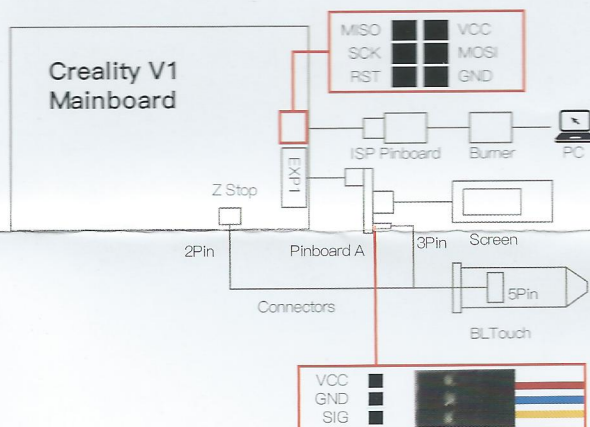 Creality V1
Mainboard
MISO VCC
SCK MOSI
RST GND
ISP Pinboard
Burner
PC
EXP1
Z Stop
2Pin
Pinboard A
3Pin
Screen
Connectors
5Pin
BLTouch
VCC
GND
SIG